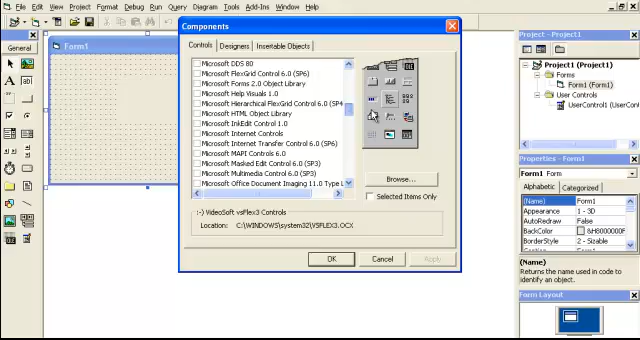 File Edit View Project Format Debug Run Query Diagram Tools Add-Ins Window Help
General
Form1
Components
Controls Designers Insertable Objects
Microsoft DDS 80
Microsoft FlexGrid Control 6.0 (SP6)
Microsoft Forms 2.0 Object Library
Microsoft Help Visuals 1.0
Microsoft Hierarchical FlexGrid Control 6.0 (SP4
Microsoft HTML Object Library
Microsoft InkEdit Control 1.0
Microsoft Internet Controls
Microsoft Internet Transfer Control 6.0 (SP6)
Microsoft MAPI Controls 6.0
Microsoft Masked Edit Control 6.0 (SP3)
Microsoft Multimedia Control 6.0 (SP3)
Microsoft Office Document Imaging 11.0 Type L
Browse...
Selected Items Only
:-) VideoSoft vsFlex3 Controls
Location: C:\WINDOWS\system32\VSFLEX3.OCX
OK Cancel Apply
Project - Project1
Project1 (Project1)
Forms
Form1 (Form1)
User Controls
UserControl1 (UserContro
Properties - Form1
Form1 Form
Alphabetic Categorized
(Name) Form1
Appearance 1 - 3D
AutoRedraw False
BackColor &H8000000F
BorderStyle 2 - Sizable
(Name)
Returns the name used in code to
identify an object.
Form Layout